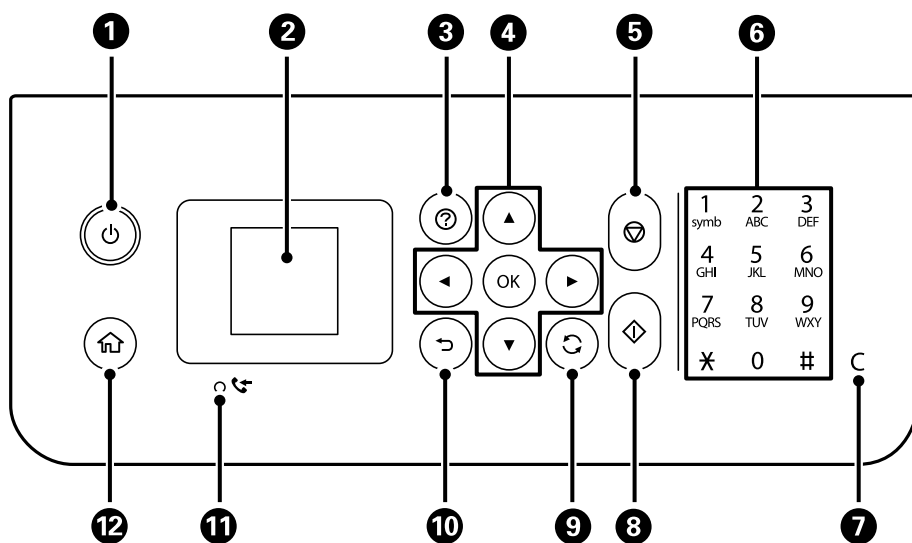 1 2 3 4 5 6
1 2 3
symb ABC DEF
OK
4 5 6
GHI JKL MNO
7 8 9
PQRS TUV WXY
* 0 #
C
12 11 10 9 8 7